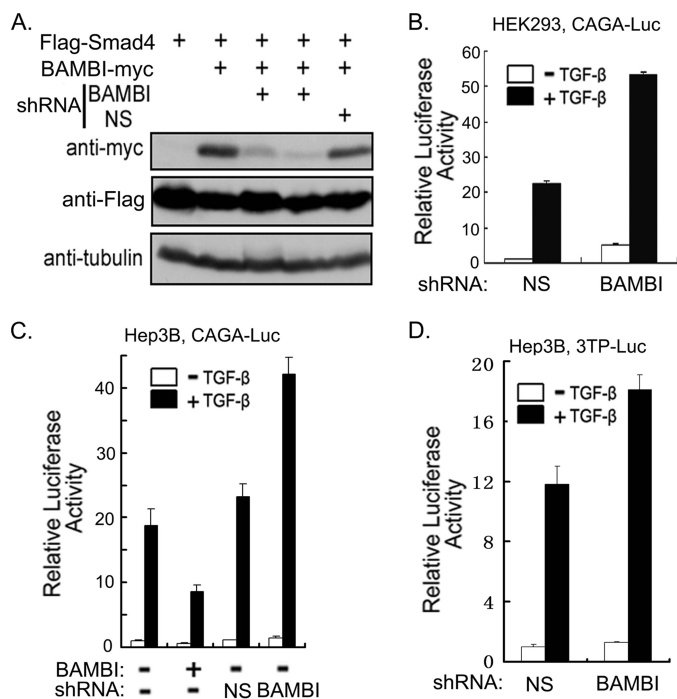 A.
Flag-Smad4 + + + + +
BAMBI-myc + + + +
shRNA BAMBI + +
NS +
anti-myc
anti-Flag
anti-tubulin
B.
HEK293, CAGA-Luc
Relative Luciferase
Activity
60
50
40
30
20
10
0
- TGF-β
+ TGF-β
shRNA: NS BAMBI
C.
Hep3B, CAGA-Luc
Relative Luciferase
Activity
40
30
20
10
0
- TGF-β
+ TGF-β
BAMBI: - + - -
shRNA: - - NS BAMBI
D.
Hep3B, 3TP-Luc
Relative Luciferase
Activity
20
16
12
8
4
0
- TGF-β
+ TGF-β
NS BAMBI